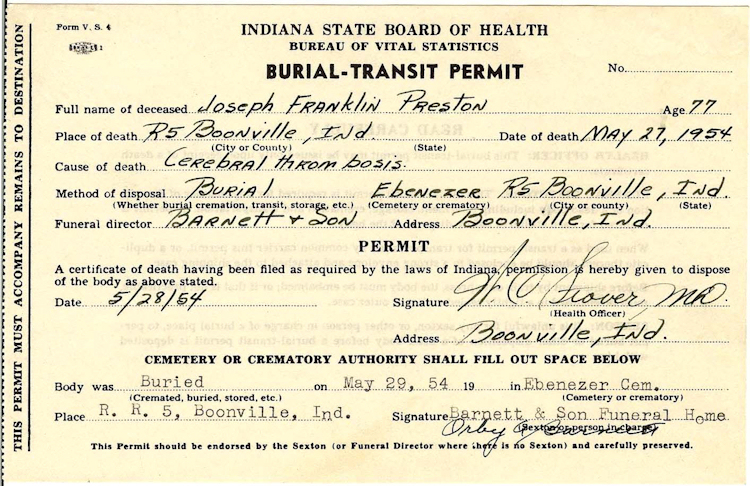 Form V. S. 4
INDIANA STATE BOARD OF HEALTH
BUREAU OF VITAL STATISTICS
BURIAL-TRANSIT PERMIT
No.
Full name of deceased Joseph Franklin Preston Age 77
Place of death R5 Boonville, Ind Date of death May 27, 1954
(City or County) (State)
Cause of death Cerebral thrombosis.
Method of disposal Burial Ebenezer R5 Boonville, Ind.
(Whether burial cremation, transit, storage, etc.) (Cemetery or crematory) (City or county) (State)
Funeral director Barnett & Son Address Boonville, Ind.
PERMIT
A certificate of death having been filed as required by the laws of Indiana, permission is hereby given to dispose
of the body as above stated.
Date 5/28/54 Signature MD.
(Health Officer)
Address Boonville, Ind.
CEMETERY OR CREMATORY AUTHORITY SHALL FILL OUT SPACE BELOW
Body was Buried on May 29, 54 19 in Ebenezer Cem.
(Cremated, buried, stored, etc.) (Cemetery or crematory)
Place R. R. 5, Boonville, Ind. Signature Barnett & Son Funeral Home
(Sexton or person in charge)
Orby Barnett
This Permit should be endorsed by the Sexton (or Funeral Director where there is no Sexton) and carefully preserved.
THIS PERMIT MUST ACCOMPANY REMAINS TO DESTINATION